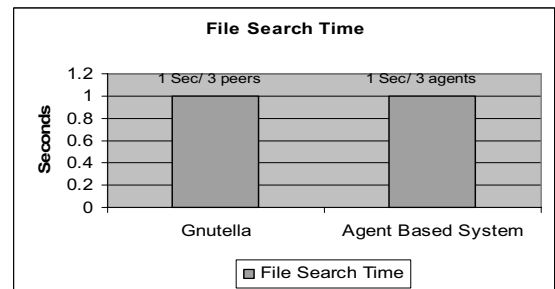 File Search Time
1 Sec/ 3 peers
1 Sec/ 3 agents
1.2
1
0.8
0.6
0.4
0.2
0
Seconds
Gnutella
Agent Based System
File Search Time